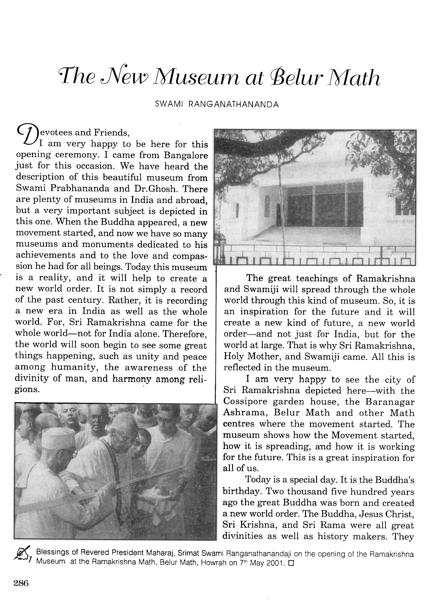 The New Museum at Belur Math
SWAMI RANGANATHANANDA
Devotees and Friends,
I am very happy to be here for this
opening ceremony. I came from Bangalore
just for this occasion. We have heard the
description of this beautiful museum from
Swami Prabhananda and Dr.Ghosh. There
are plenty of museums in India and abroad,
but a very important subject is depicted in
this one. When the Buddha appeared, a new
movement started, and now we have so many
museums and monuments dedicated to his
achievements and to the love and compas-
sion he had for all beings. Today this museum
is a reality, and it will help to create a
new world order. It is not simply a record
of the past century. Rather, it is recording
a new era in India as well as the whole
world. For, Sri Ramakrishna came for the
whole world—not for India alone. Therefore,
the world will soon begin to see some great
things happening, such as unity and peace
among humanity, the awareness of the
divinity of man, and harmony among reli-
gions.
The great teachings of Ramakrishna
and Swamiji will spread through the whole
world through this kind of museum. So, it is
an inspiration for the future and it will
create a new kind of future, a new world
order—and not just for India, but for the
world at large. That is why Sri Ramakrishna,
Holy Mother, and Swamiji came. All this is
reflected in the museum.
I am very happy to see the city of
Sri Ramakrishna depicted here—with the
Cossipore garden house, the Baranagar
Ashrama, Belur Math and other Math
centres where the movement started. The
museum shows how the Movement started,
how it is spreading, and how it is working
for the future. This is a great inspiration for
all of us.
Today is a special day. It is the Buddha's
birthday. Two thousand five hundred years
ago the great Buddha was born and created
a new world order. The Buddha, Jesus Christ,
Sri Krishna, and Sri Rama were all great
divinities as well as history makers. They
Blessings of Revered President Maharaj, Srimat Swami Ranganathanandaji on the opening of the Ramakrishna
Museum at the Ramakrishna Math, Belur Math, Howrah on 7th May 2001.
286